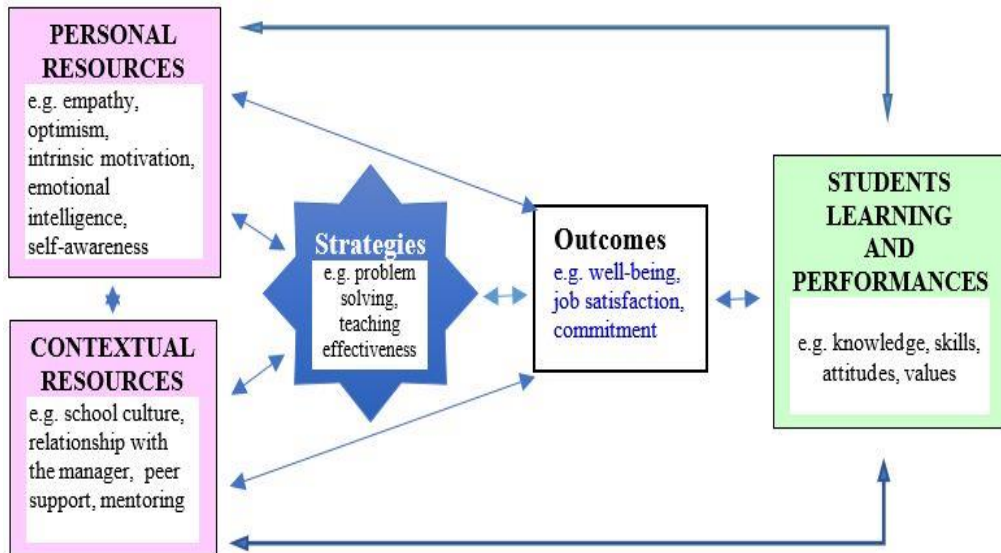 PERSONAL
RESOURCES
e.g. empathy,
optimism,
intrinsic motivation,
emotional
intelligence,
self-awareness
CONTEXTUAL
RESOURCES
e.g. school culture,
relationship with
the manager, peer
support, mentoring
Strategies
e.g. problem
solving,
teaching
effectiveness
Outcomes
e.g. well-being,
job satisfaction,
commitment
STUDENTS
LEARNING
AND
PERFORMANCES
e.g. knowledge, skills,
attitudes, values